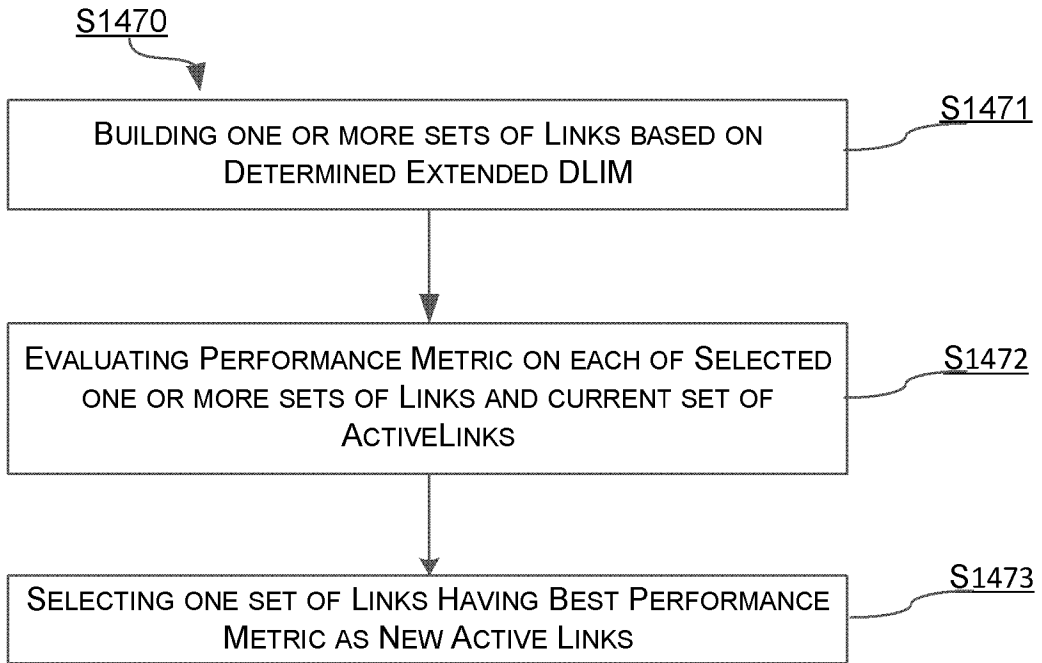 S1470
BUILDING ONE OR MORE SETS OF LINKS BASED ON
S1471
DETERMINED EXTENDED DLIM
EVALUATING PERFORMANCE METRIC ON EACH OF SELECTED
S1472
ONE OR MORE SETS OF LINKS AND CURRENT SET OF
ACTIVELINKS
SELECTING ONE SET OF LINKS HAVING BEST PERFORMANCE
S1473
METRIC AS NEW ACTIVE LINKS